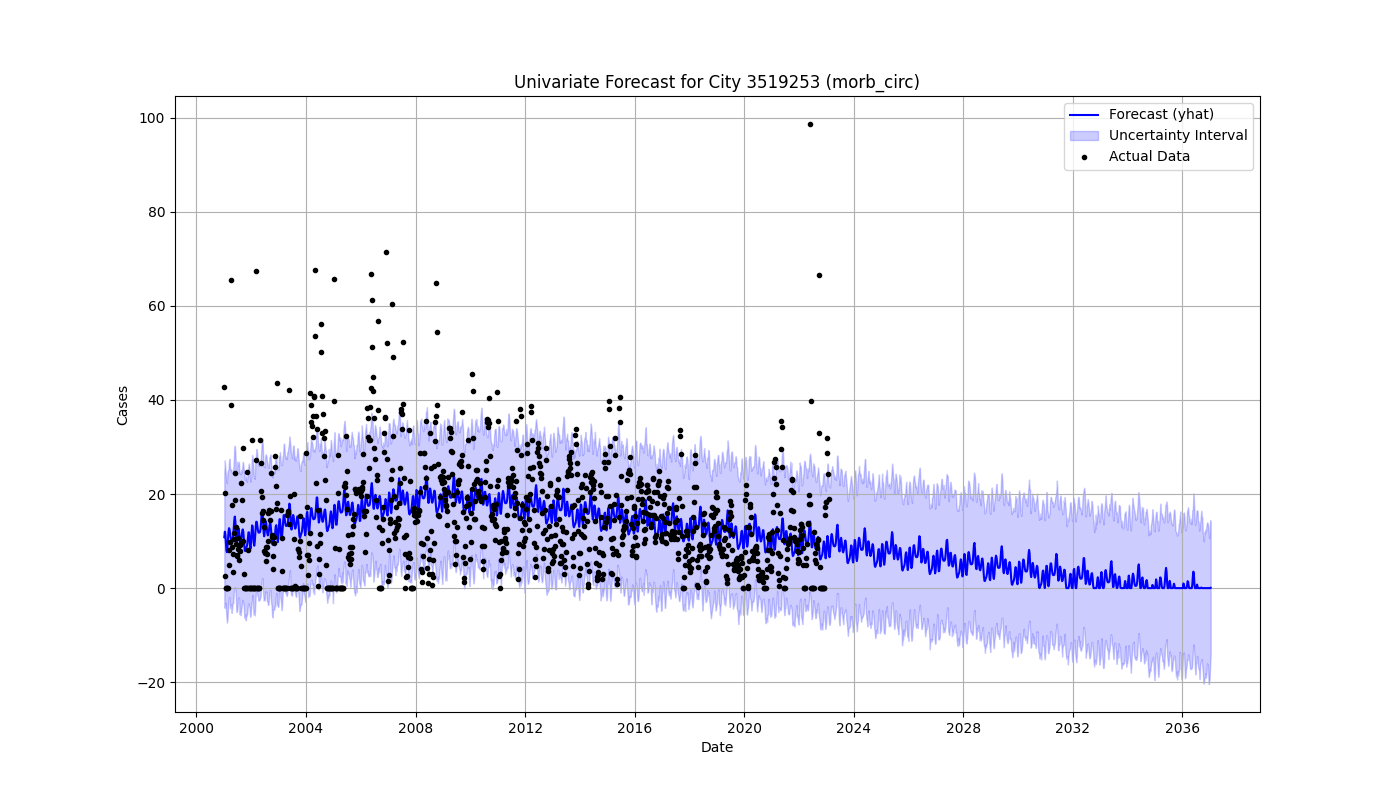 Univariate Forecast for City 3519253 (morb_circ)
Forecast (yhat)
Uncertainty Interval
Actual Data
Cases
100
80
60
40
20
0
−20
2000 2004 2008 2012 2016 2020 2024 2028 2032 2036
Date